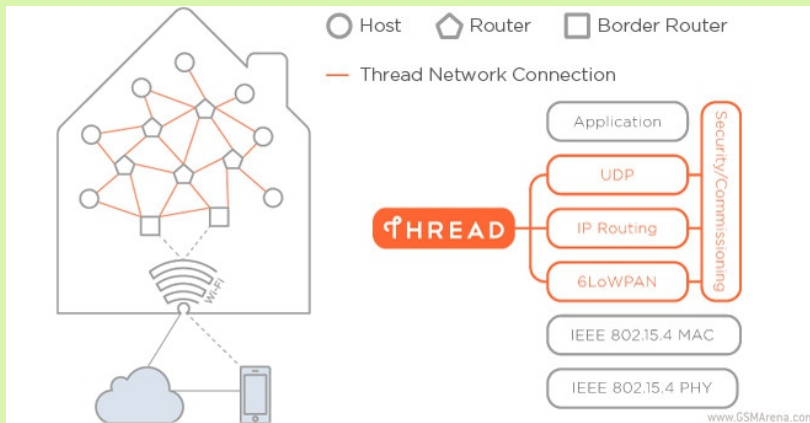 Host
Router
Border Router
Thread Network Connection
Wi-Fi
THREAD
Application
UDP
IP Routing
6LoWPAN
IEEE 802.15.4 MAC
IEEE 802.15.4 PHY
Security/Commissioning
www.GSMArena.com